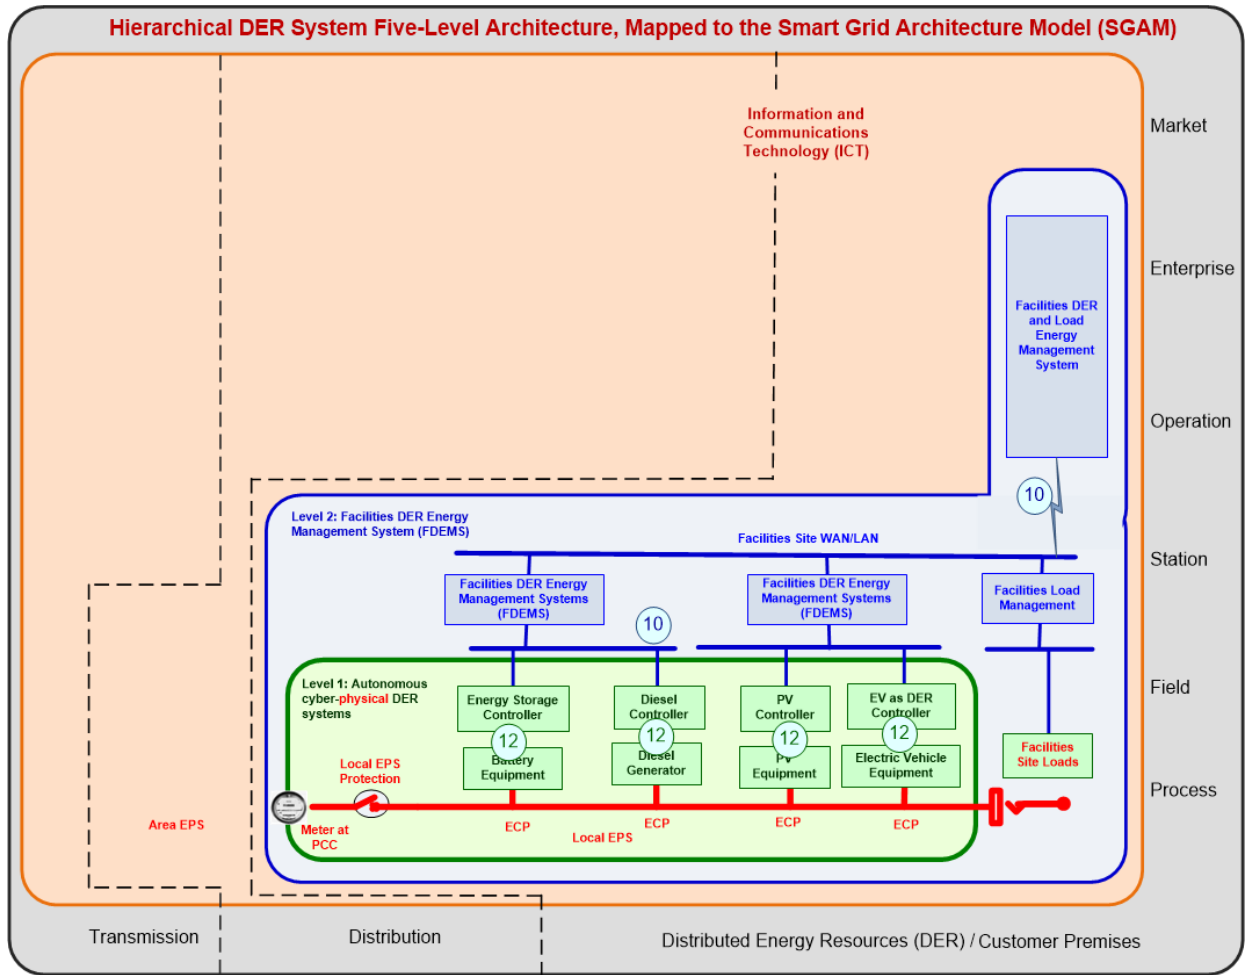 Hierarchical DER System Five-Level Architecture, Mapped to the Smart Grid Architecture Model (SGAM)
Information and
Communications
Technology (ICT)
Market
Enterprise
Operation
Station
Field
Process
Facilities DER
and Load
Energy
Management
System
10
Level 2: Facilities DER Energy
Management System (FDEMS)
Facilities Site WAN/LAN
Facilities DER Energy
Management Systems
(FDEMS)
Facilities DER Energy
Management Systems
(FDEMS)
Facilities Load
Management
10
Level 1: Autonomous
cyber-physical DER
systems
Energy Storage
Controller
Diesel
Controller
PV
Controller
EV as DER
Controller
12
12
12
12
Battery
Equipment
Diesel
Generator
PV
Equipment
Electric Vehicle
Equipment
Facilities
Site Loads
Local EPS
Protection
Area EPS
Meter at
PCC
ECP
ECP
ECP
ECP
Local EPS
Transmission
Distribution
Distributed Energy Resources (DER) / Customer Premises